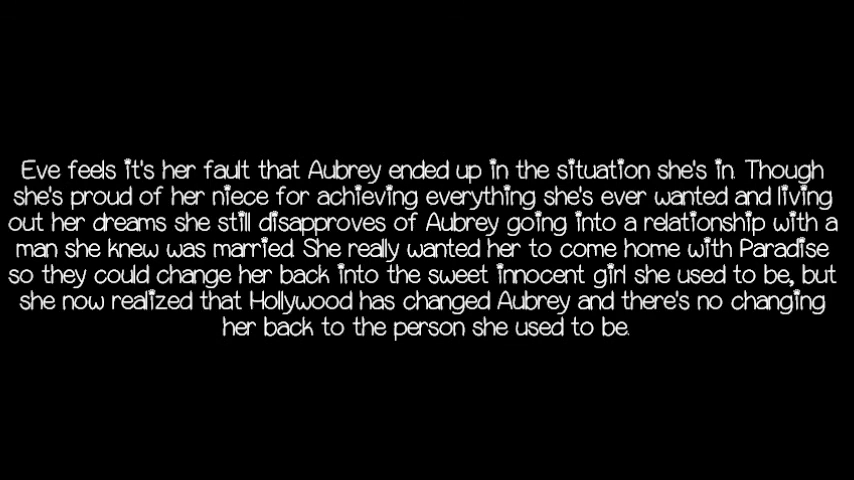 Eve feels it's her fault that Aubrey ended up in the situation she's in. Though
she's proud of her niece for achieving everything she's ever wanted and living
out her dreams she still disapproves of Aubrey going into a relationship with a
man she knew was married. She really wanted her to come home with Paradise
so they could change her back into the sweet innocent girl she used to be, but
she now realized that Hollywood has changed Aubrey and there's no changing
her back to the person she used to be.